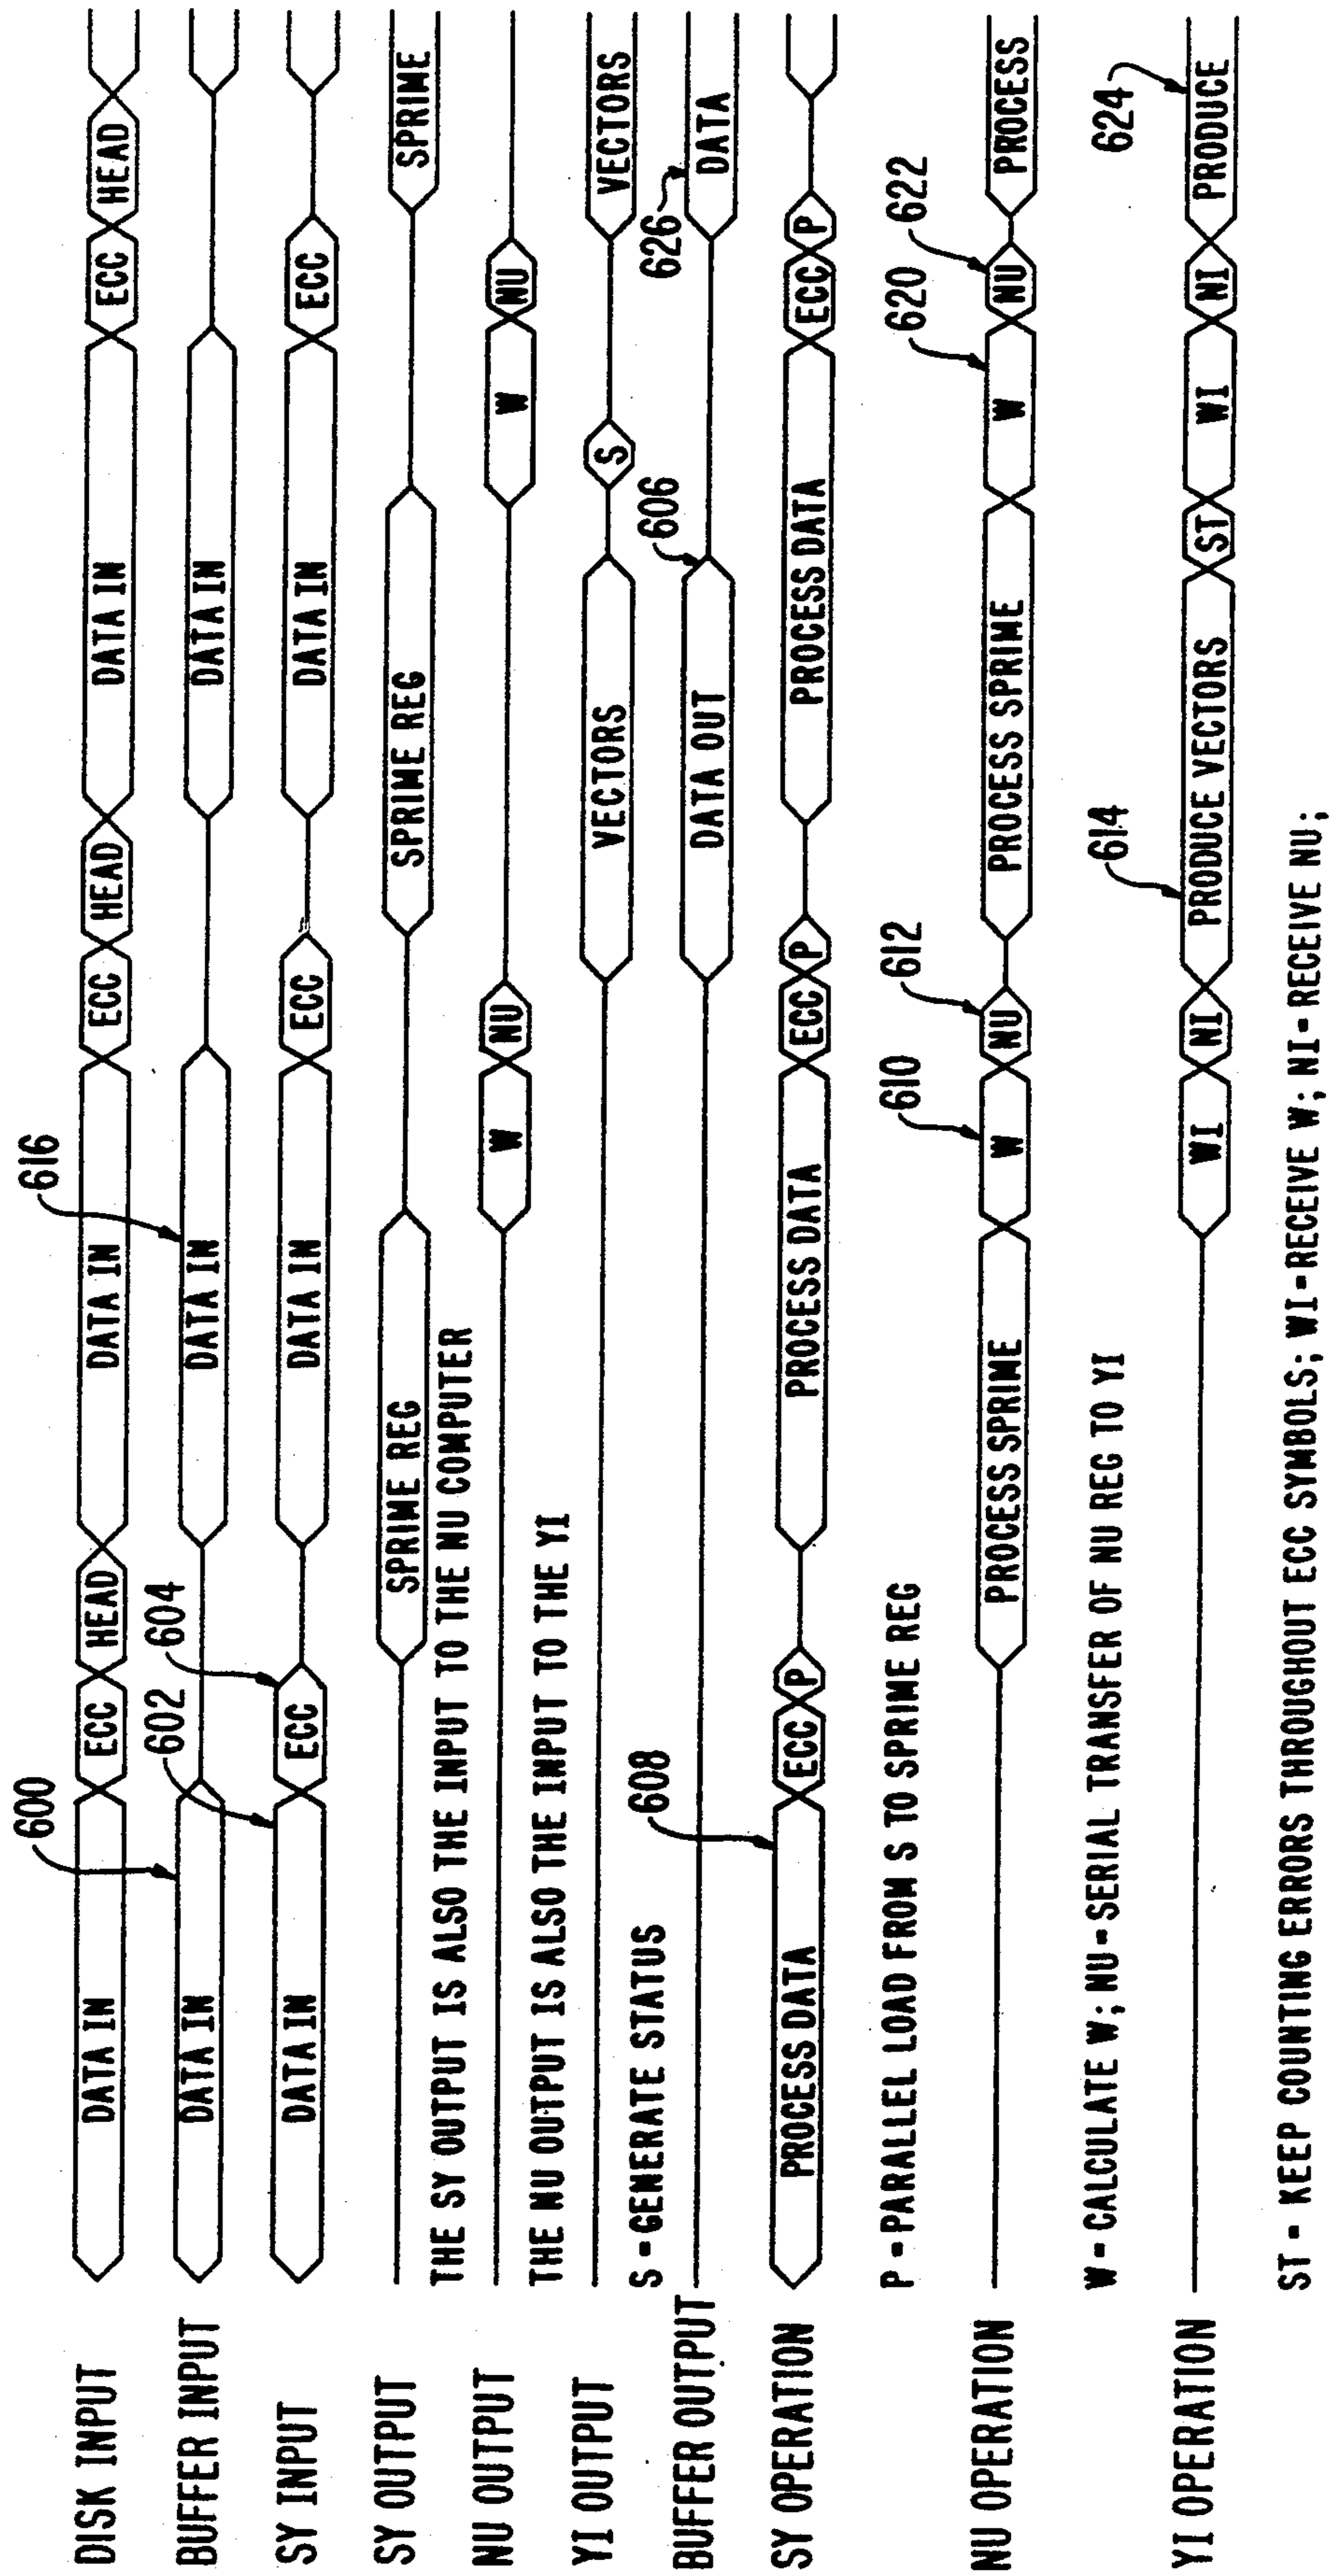 600 616
DISK INPUT DATA IN ECC HEAD DATA IN ECC HEAD DATA IN ECC HEAD
602 604
BUFFER INPUT DATA IN DATA IN DATA IN
SY INPUT DATA IN ECC DATA IN ECC DATA IN ECC
SY OUTPUT SPRIME REG SPRIME REG SPRIME
THE SY OUTPUT IS ALSO THE INPUT TO THE NU COMPUTER
NU OUTPUT W NU W NU
THE NU OUTPUT IS ALSO THE INPUT TO THE YI
YI OUTPUT VECTORS S VECTORS
S = GENERATE STATUS 608 606 626
BUFFER OUTPUT DATA OUT DATA
SY OPERATION PROCESS DATA ECC P PROCESS DATA ECC P PROCESS DATA ECC P
P = PARALLEL LOAD FROM S TO SPRIME REG 610 612 620 622
NU OPERATION PROCESS SPRIME W NU PROCESS SPRIME W NU PROCESS
W = CALCULATE W; NU = SERIAL TRANSFER OF NU REG TO YI 614 624
YI OPERATION WI NI PRODUCE VECTORS ST WI NI PRODUCE
ST = KEEP COUNTING ERRORS THROUGHOUT ECC SYMBOLS; WI = RECEIVE W; NI = RECEIVE NU;